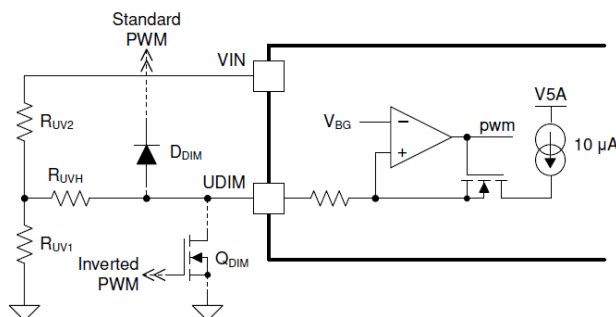 Standard
PWM
VIN
V5A
RUV2
VBG
−
pwm
10 µA
DDIM
+
RUVH
UDIM
RUV1
Inverted
PWM
QDIM